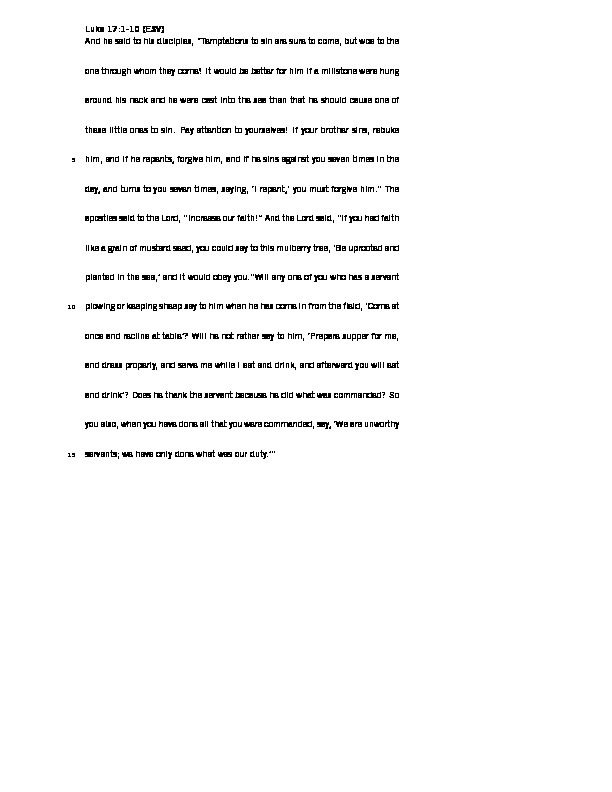 Luke 17:1-10 (ESV)
And he said to his disciples, "Temptations to sin are sure to come, but woe to the
one through whom they come! It would be better for him if a millstone were hung
around his neck and he were cast into the sea than that he should cause one of
these little ones to sin. Pay attention to yourselves! If your brother sins, rebuke
5 him, and if he repents, forgive him, and if he sins against you seven times in the
day, and turns to you seven times, saying, 'I repent,' you must forgive him." The
apostles said to the Lord, "Increase our faith!" And the Lord said, "If you had faith
like a grain of mustard seed, you could say to this mulberry tree, 'Be uprooted and
planted in the sea,' and it would obey you."Will any one of you who has a servant
10 plowing or keeping sheep say to him when he has come in from the field, 'Come at
once and recline at table'? Will he not rather say to him, 'Prepare supper for me,
and dress properly, and serve me while I eat and drink, and afterward you will eat
and drink'? Does he thank the servant because he did what was commanded? So
you also, when you have done all that you were commanded, say, 'We are unworthy
15 servants; we have only done what was our duty.'"